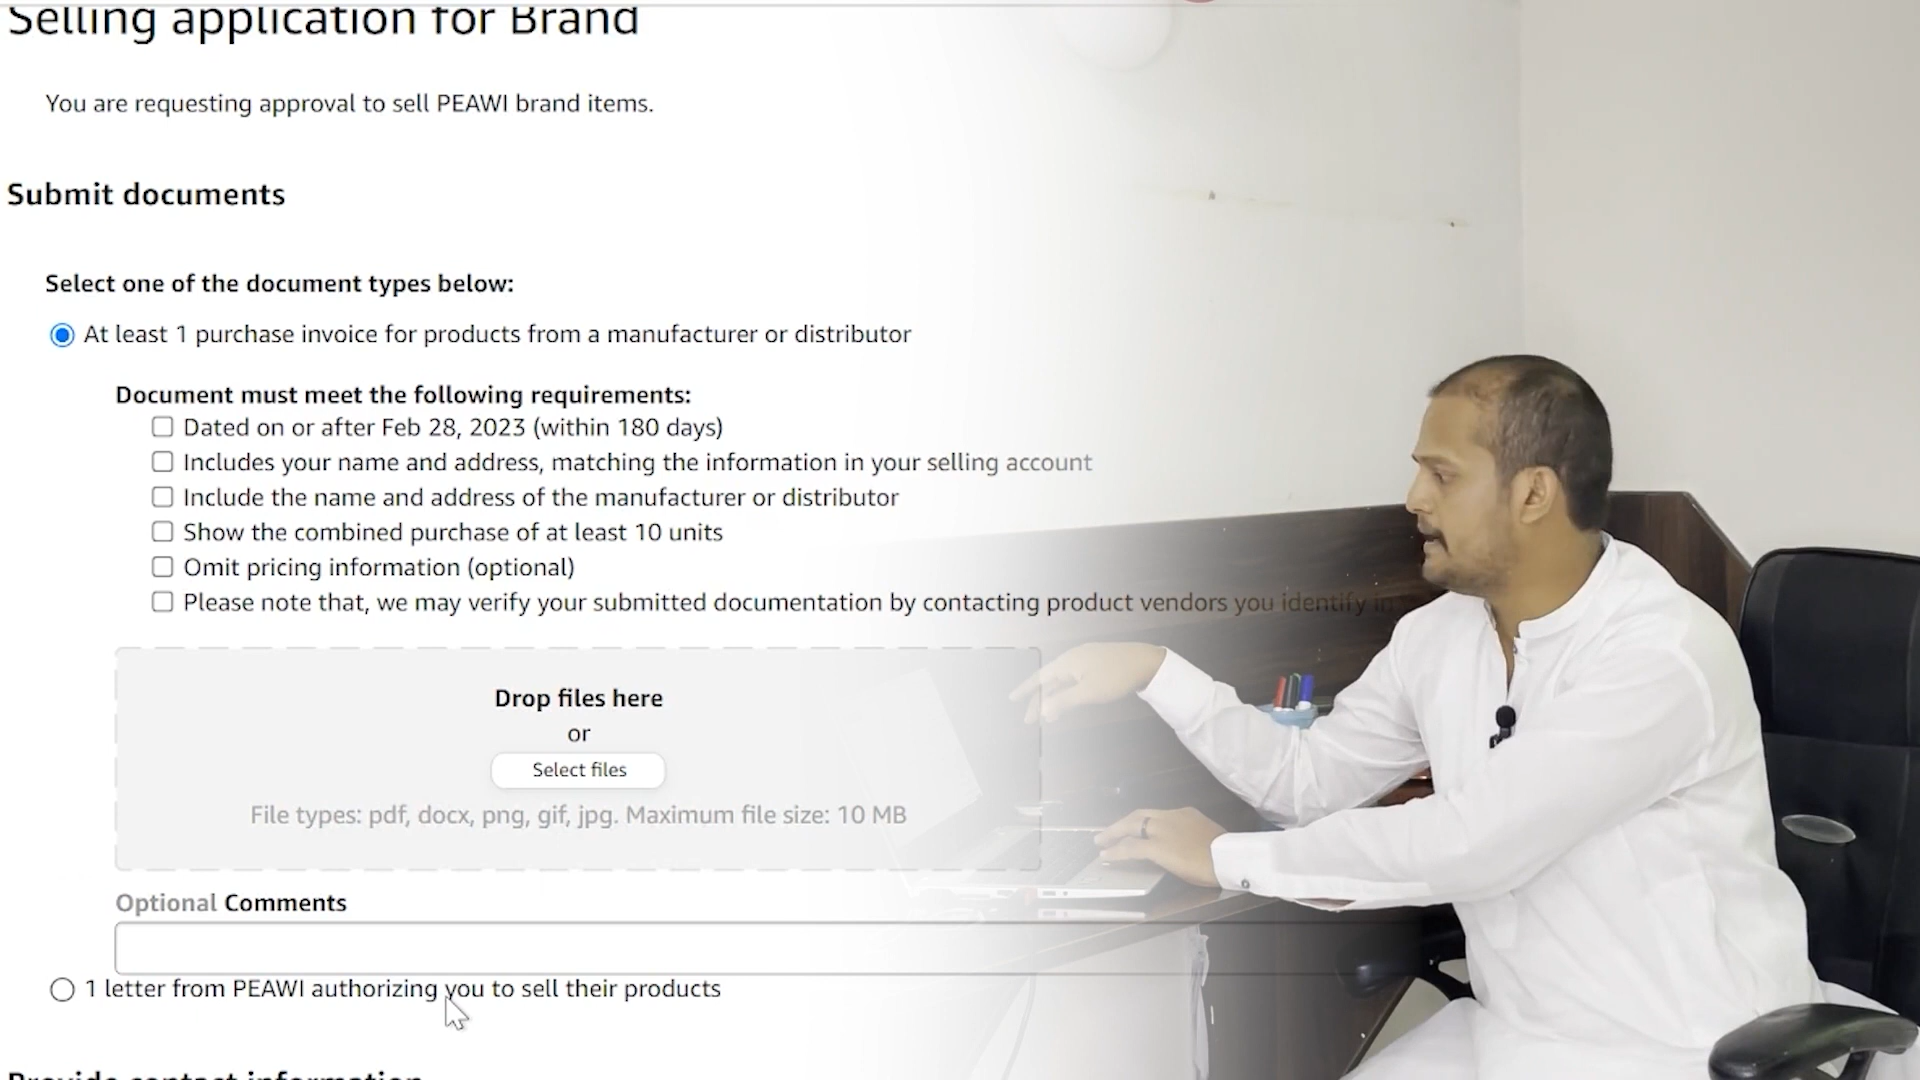 Selling application for Brand
You are requesting approval to sell PEAWI brand items.
Submit documents
Select one of the document types below:
At least 1 purchase invoice for products from a manufacturer or distributor
Document must meet the following requirements:
Dated on or after Feb 28, 2023 (within 180 days)
Includes your name and address, matching the information in your selling account
Include the name and address of the manufacturer or distributor
Show the combined purchase of at least 10 units
Omit pricing information (optional)
Please note that, we may verify your submitted documentation by contacting product vendors you identify in
Drop files here
or
Select files
File types: pdf, docx, png, gif, jpg. Maximum file size: 10 MB
Optional Comments
1 letter from PEAWI authorizing you to sell their products
Provide contact information